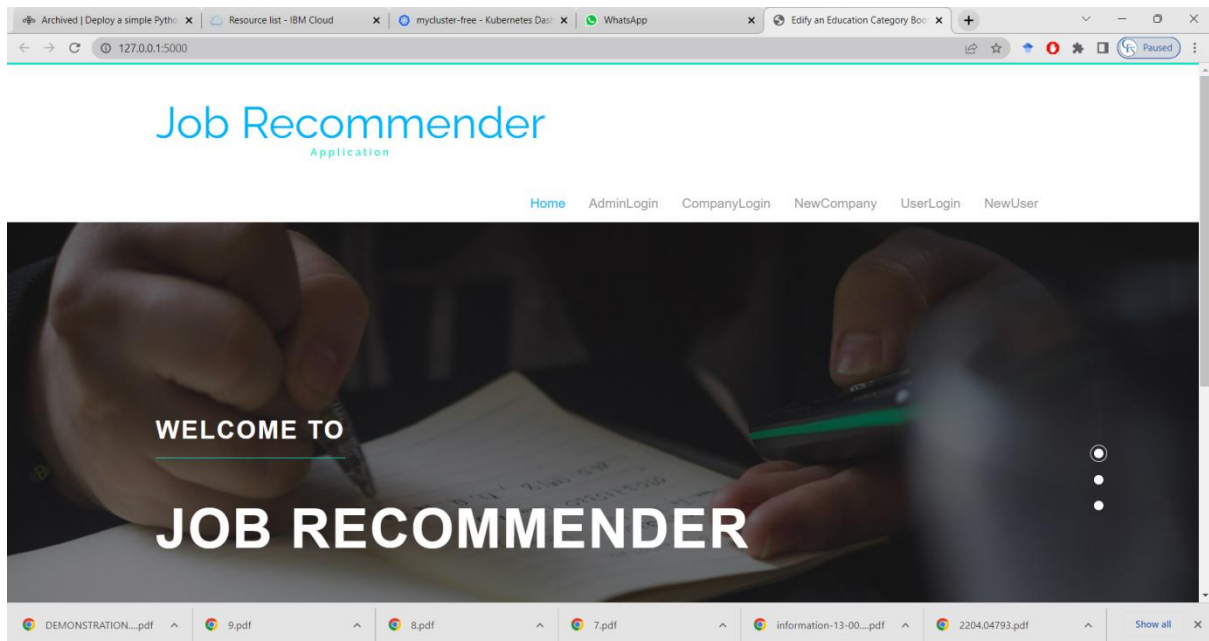 Archived | Deploy a simple Pytho
Resource list - IBM Cloud
mycluster-free - Kubernetes Das
WhatsApp
Edify an Education Category Boo
127.0.0.1:5000
Paused
Job Recommender
Application
Home AdminLogin CompanyLogin NewCompany UserLogin NewUser
WELCOME TO
JOB RECOMMENDER
DEMONSTRATION....pdf
9.pdf
8.pdf
7.pdf
information-13-00....pdf
2204.04793.pdf
Show all